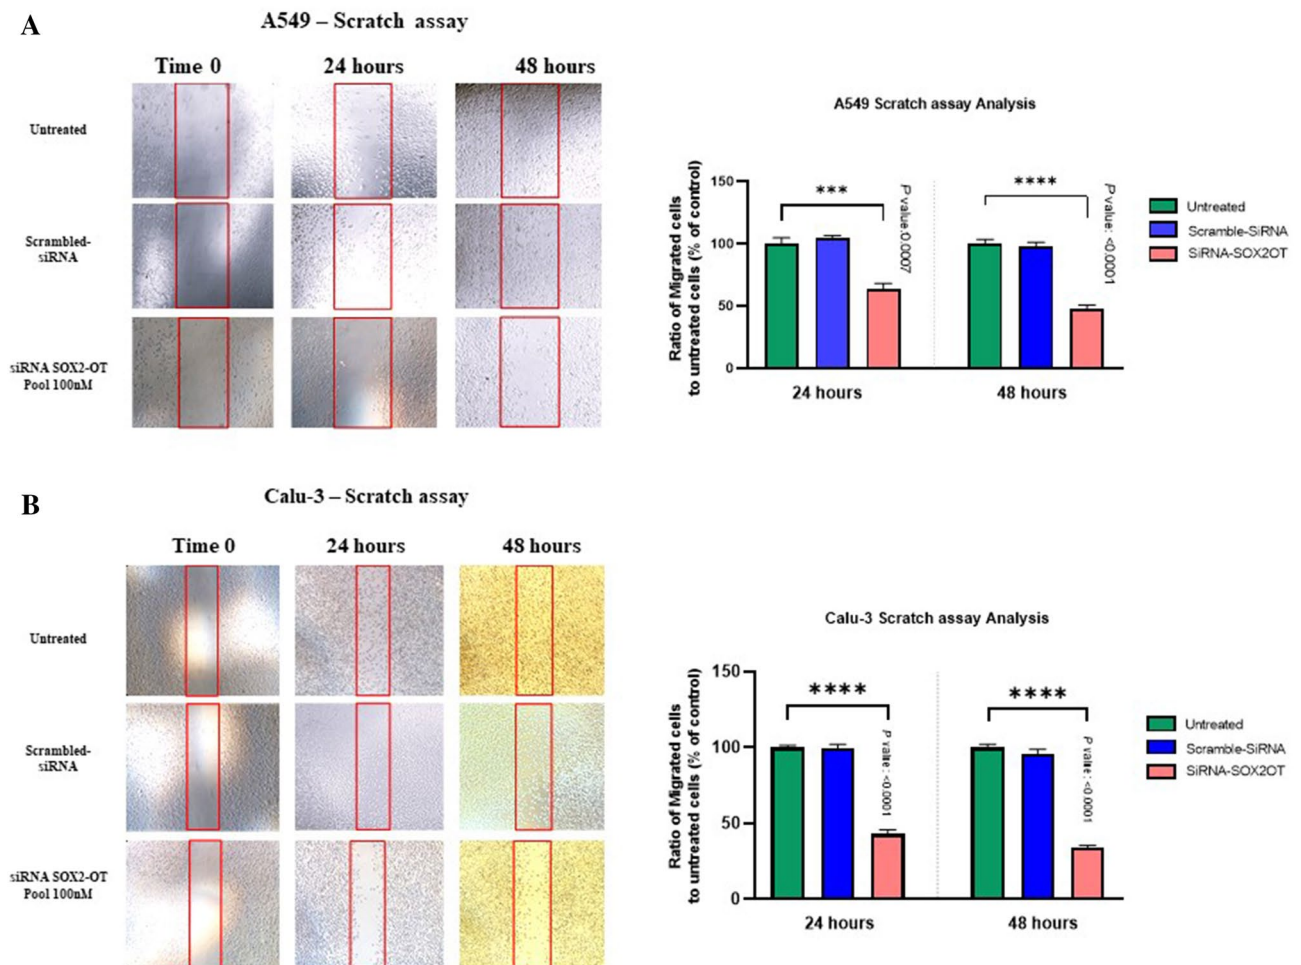 A
A549 – Scratch assay
Time 0
24 hours
48 hours
Untreated
Scrambled-
siRNA
siRNA SOX2-OT
Pool 100nM
A549 Scratch assay Analysis
Ratio of Migrated cells
to untreated cells (% of control)
150
100
50
0
***
P value:0.0007
****
P value: <0.0001
24 hours
48 hours
Untreated
Scramble-SiRNA
SiRNA-SOX2OT
B
Calu-3 – Scratch assay
Time 0
24 hours
48 hours
Untreated
Scrambled-
siRNA
siRNA SOX2-OT
Pool 100nM
Calu-3 Scratch assay Analysis
Ratio of Migrated cells
to untreated cells (% of control)
150
100
50
0
****
P value: <0.0001
****
P value: <0.0001
24 hours
48 hours
Untreated
Scramble-SiRNA
SiRNA-SOX2OT